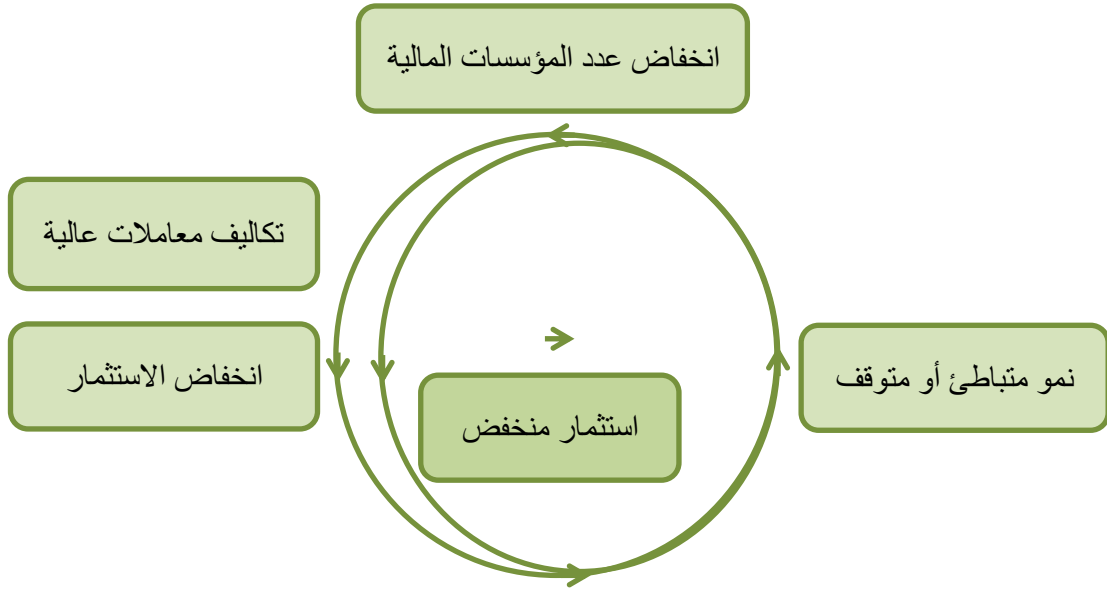 انخفاض عدد المؤسسات المالية
تكاليف معاملات عالية
انخفاض الاستثمار
نمو متباطئ أو متوقف
استثمار منخفض